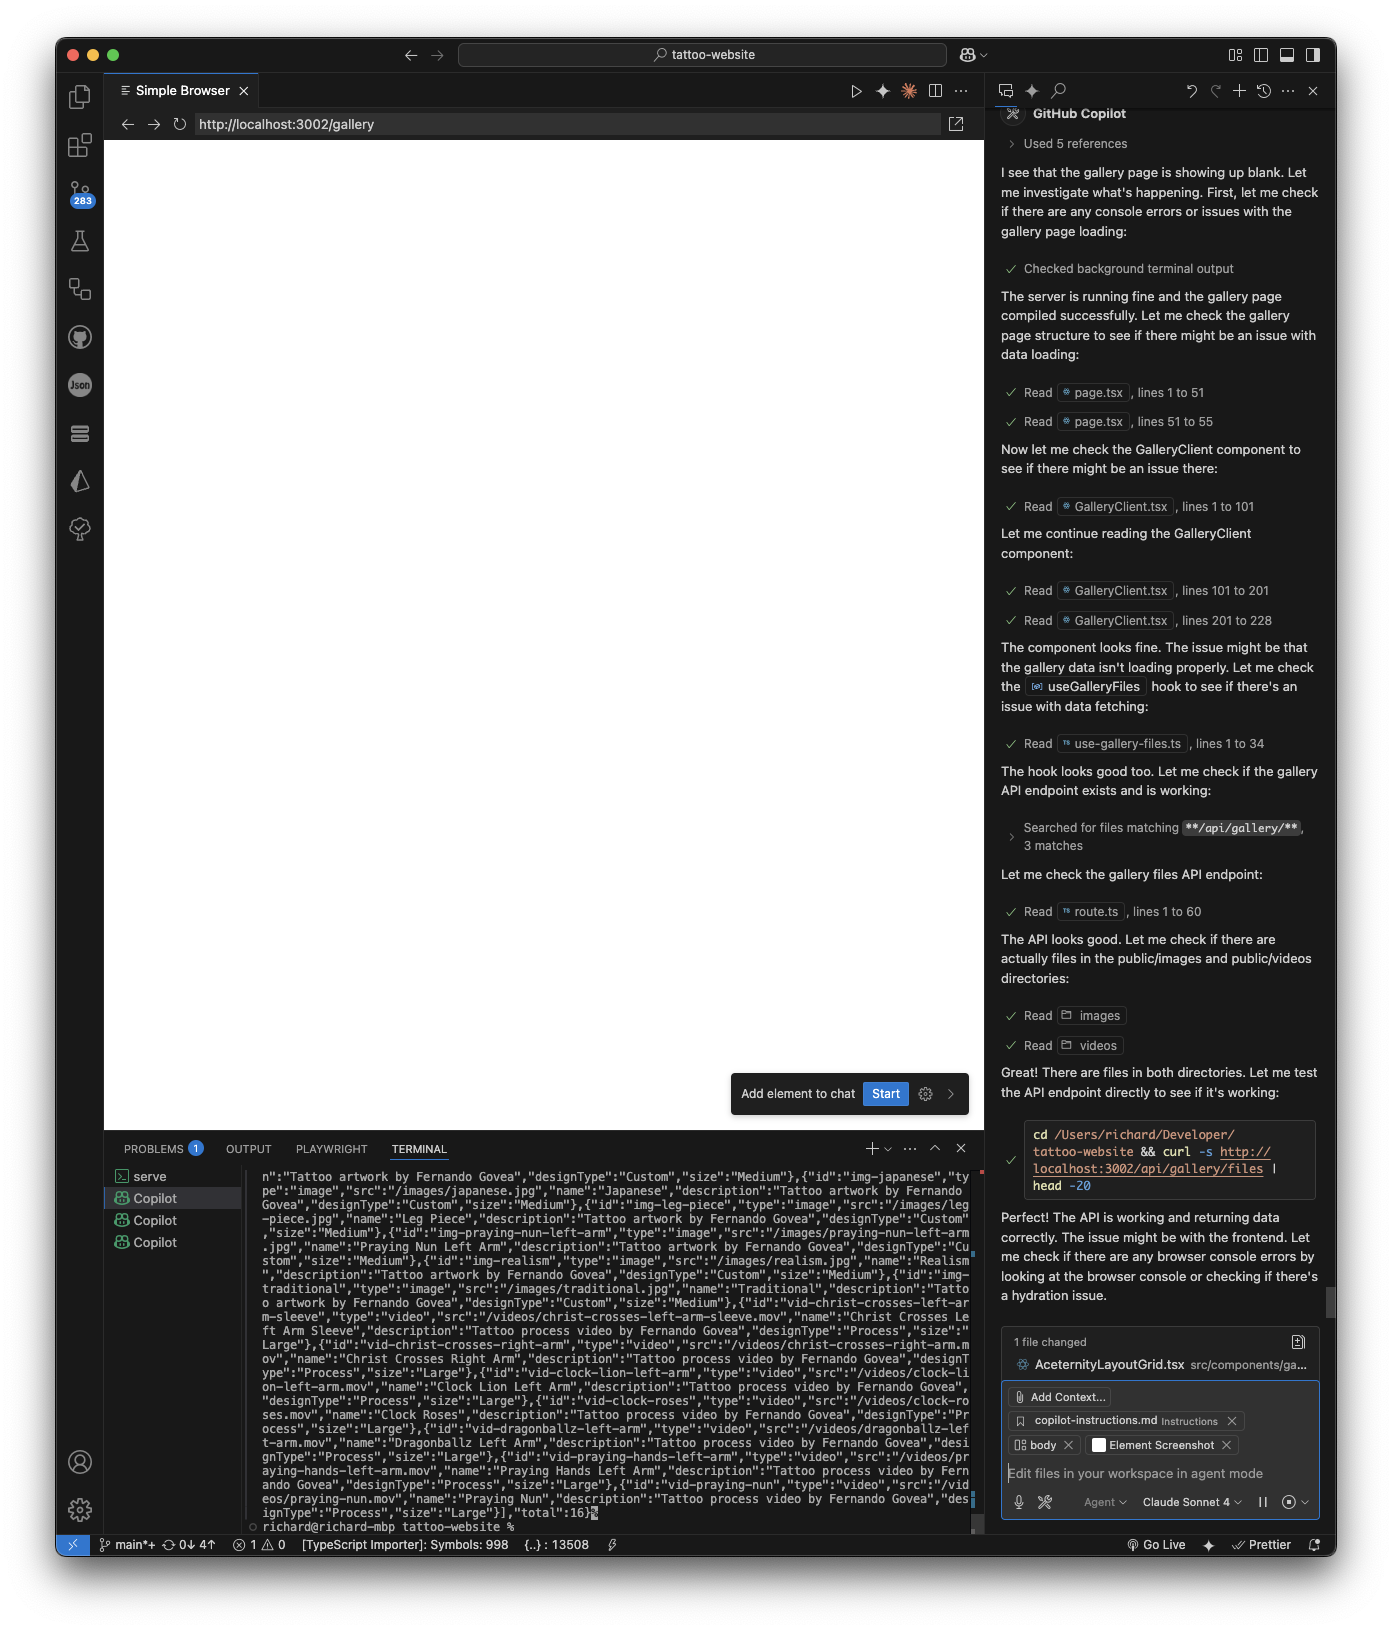 tattoo-website
Simple Browser
http://localhost:3002/gallery
283
Json
Add element to chat
Start
PROBLEMS 1
OUTPUT
PLAYWRIGHT
TERMINAL
serve
Copilot
Copilot
Copilot
n":"Tattoo artwork by Fernando Govea","designType":"Custom","size":"Medium"},{"id":"img-japanese","ty
pe":"image","src":"/images/japanese.jpg","name":"Japanese","description":"Tattoo artwork by Fernando
Govea","designType":"Custom","size":"Medium"},{"id":"img-leg-piece","type":"image","src":"/images/leg
-piece.jpg","name":"Leg Piece","description":"Tattoo artwork by Fernando Govea","designType":"Custom"
,"size":"Medium"},{"id":"img-praying-nun-left-arm","type":"image","src":"/images/praying-nun-left-arm
.jpg","name":"Praying Nun Left Arm","description":"Tattoo artwork by Fernando Govea","designType":"Cu
stom","size":"Medium"},{"id":"img-realism","type":"image","src":"/images/realism.jpg","name":"Realism
","description":"Tattoo artwork by Fernando Govea","designType":"Custom","size":"Medium"},{"id":"img-
traditional","type":"image","src":"/images/traditional.jpg","name":"Traditional","description":"Tatto
o artwork by Fernando Govea","designType":"Custom","size":"Medium"},{"id":"vid-christ-crosses-left-ar
m-sleeve","type":"video","src":"/videos/christ-crosses-left-arm-sleeve.mov","name":"Christ Crosses Le
ft Arm Sleeve","description":"Tattoo process video by Fernando Govea","designType":"Process","size":"
Large"},{"id":"vid-christ-crosses-right-arm","type":"video","src":"/videos/christ-crosses-right-arm.m
ov","name":"Christ Crosses Right Arm","description":"Tattoo process video by Fernando Govea","designT
ype":"Process","size":"Large"},{"id":"vid-clock-lion-left-arm","type":"video","src":"/videos/clock-li
on-left-arm.mov","name":"Clock Lion Left Arm","description":"Tattoo process video by Fernando Govea",
"designType":"Process","size":"Large"},{"id":"vid-clock-roses","type":"video","src":"/videos/clock-ro
ses.mov","name":"Clock Roses","description":"Tattoo process video by Fernando Govea","designType":"Pr
ocess","size":"Large"},{"id":"vid-dragonballz-left-arm","type":"video","src":"/videos/dragonballz-lef
t-arm.mov","name":"Dragonballz Left Arm","description":"Tattoo process video by Fernando Govea","desi
gnType":"Process","size":"Large"},{"id":"vid-praying-hands-left-arm","type":"video","src":"/videos/pr
aying-hands-left-arm.mov","name":"Praying Hands Left Arm","description":"Tattoo process video by Fern
ando Govea","designType":"Process","size":"Large"},{"id":"vid-praying-nun","type":"video","src":"/vid
eos/praying-nun.mov","name":"Praying Nun","description":"Tattoo process video by Fernando Govea","des
ignType":"Process","size":"Large"}],"total":16}%
richard@richard-mbp tattoo-website %
GitHub Copilot
Used 5 references
I see that the gallery page is showing up blank. Let
me investigate what's happening. First, let me check
if there are any console errors or issues with the
gallery page loading:
Checked background terminal output
The server is running fine and the gallery page
compiled successfully. Let me check the gallery
page structure to see if there might be an issue with
data loading:
Read page.tsx, lines 1 to 51
Read page.tsx, lines 51 to 55
Now let me check the GalleryClient component to
see if there might be an issue there:
Read GalleryClient.tsx, lines 1 to 101
Let me continue reading the GalleryClient
component:
Read GalleryClient.tsx, lines 101 to 201
Read GalleryClient.tsx, lines 201 to 228
The component looks fine. The issue might be that
the gallery data isn't loading properly. Let me check
the useGalleryFiles hook to see if there's an
issue with data fetching:
Read TS use-gallery-files.ts, lines 1 to 34
The hook looks good too. Let me check if the gallery
API endpoint exists and is working:
Searched for files matching **/api/gallery/**,
3 matches
Let me check the gallery files API endpoint:
Read TS route.ts, lines 1 to 60
The API looks good. Let me check if there are
actually files in the public/images and public/videos
directories:
Read images
Read videos
Great! There are files in both directories. Let me test
the API endpoint directly to see if it's working:
cd /Users/richard/Developer/
tattoo-website && curl -s http://
localhost:3002/api/gallery/files |
head -20
Perfect! The API is working and returning data
correctly. The issue might be with the frontend. Let
me check if there are any browser console errors by
looking at the browser console or checking if there's
a hydration issue.
1 file changed
AceternityLayoutGrid.tsx src/components/ga...
Add Context...
copilot-instructions.md Instructions
body
Element Screenshot
Edit files in your workspace in agent mode
Agent
Claude Sonnet 4
main*+
0↓ 4↑
1
0
[TypeScript Importer]: Symbols: 998
{..} : 13508
Go Live
Prettier